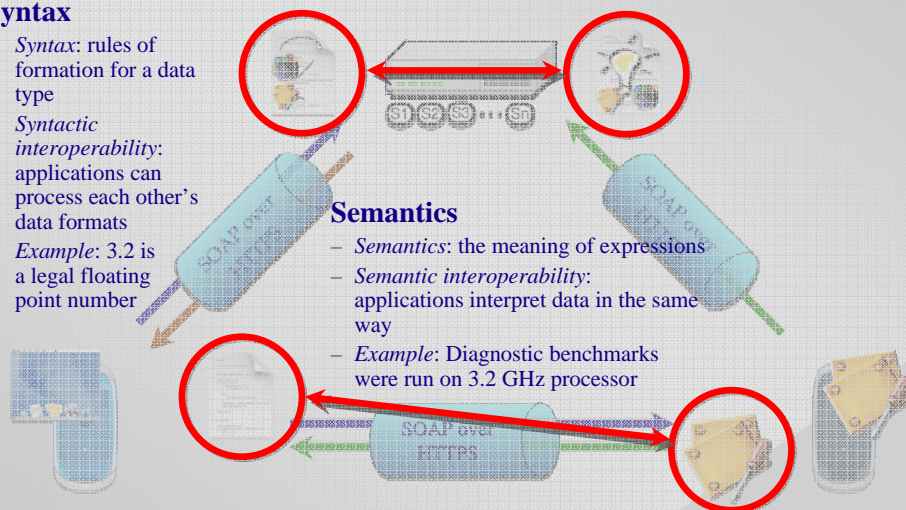 yntax
Syntax: rules of
formation for a data
type
Syntactic
interoperability:
applications can
process each other's
data formats
Example: 3.2 is
a legal floating
point number
S1 S2 S3 ... Sn
SOAP over
HTTPS
SOAP over
HTTPS
Semantics
– Semantics: the meaning of expressions
– Semantic interoperability:
applications interpret data in the same
way
– Example: Diagnostic benchmarks
were run on 3.2 GHz processor
SOAP over
HTTPS